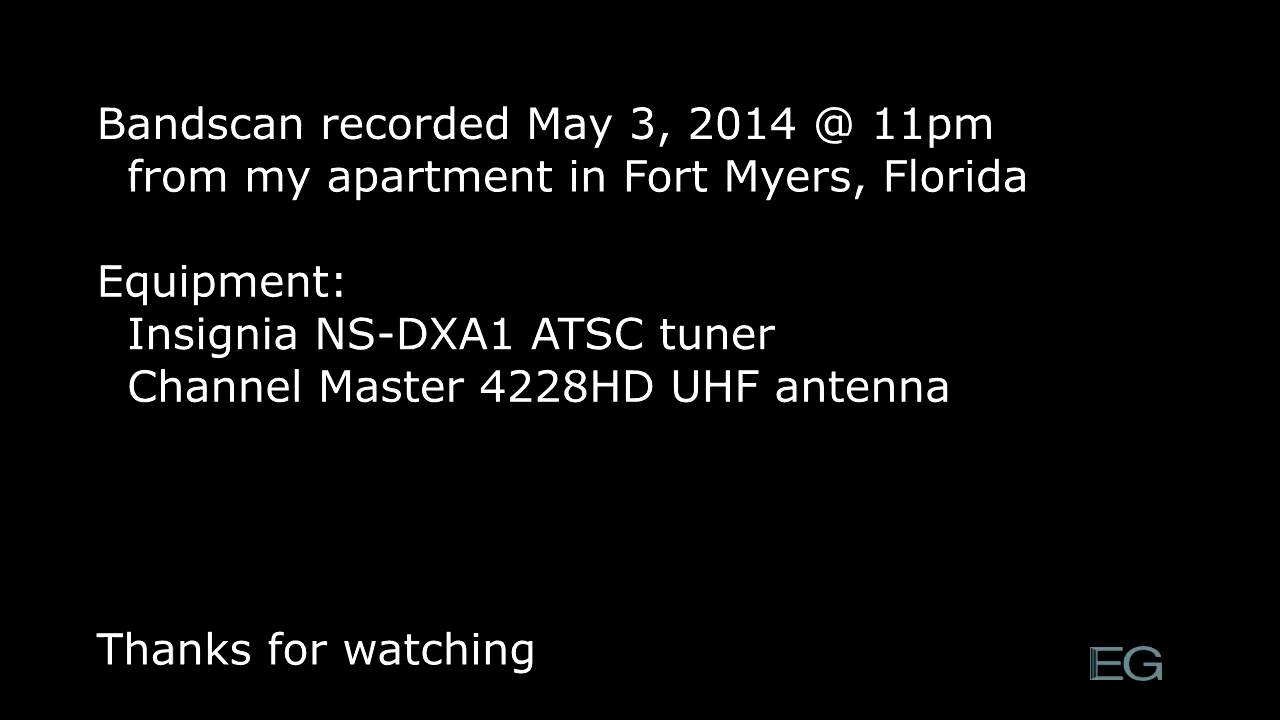 Bandscan recorded May 3, 2014 @ 11pm
from my apartment in Fort Myers, Florida
Equipment:
Insignia NS-DXA1 ATSC tuner
Channel Master 4228HD UHF antenna
Thanks for watching
EG